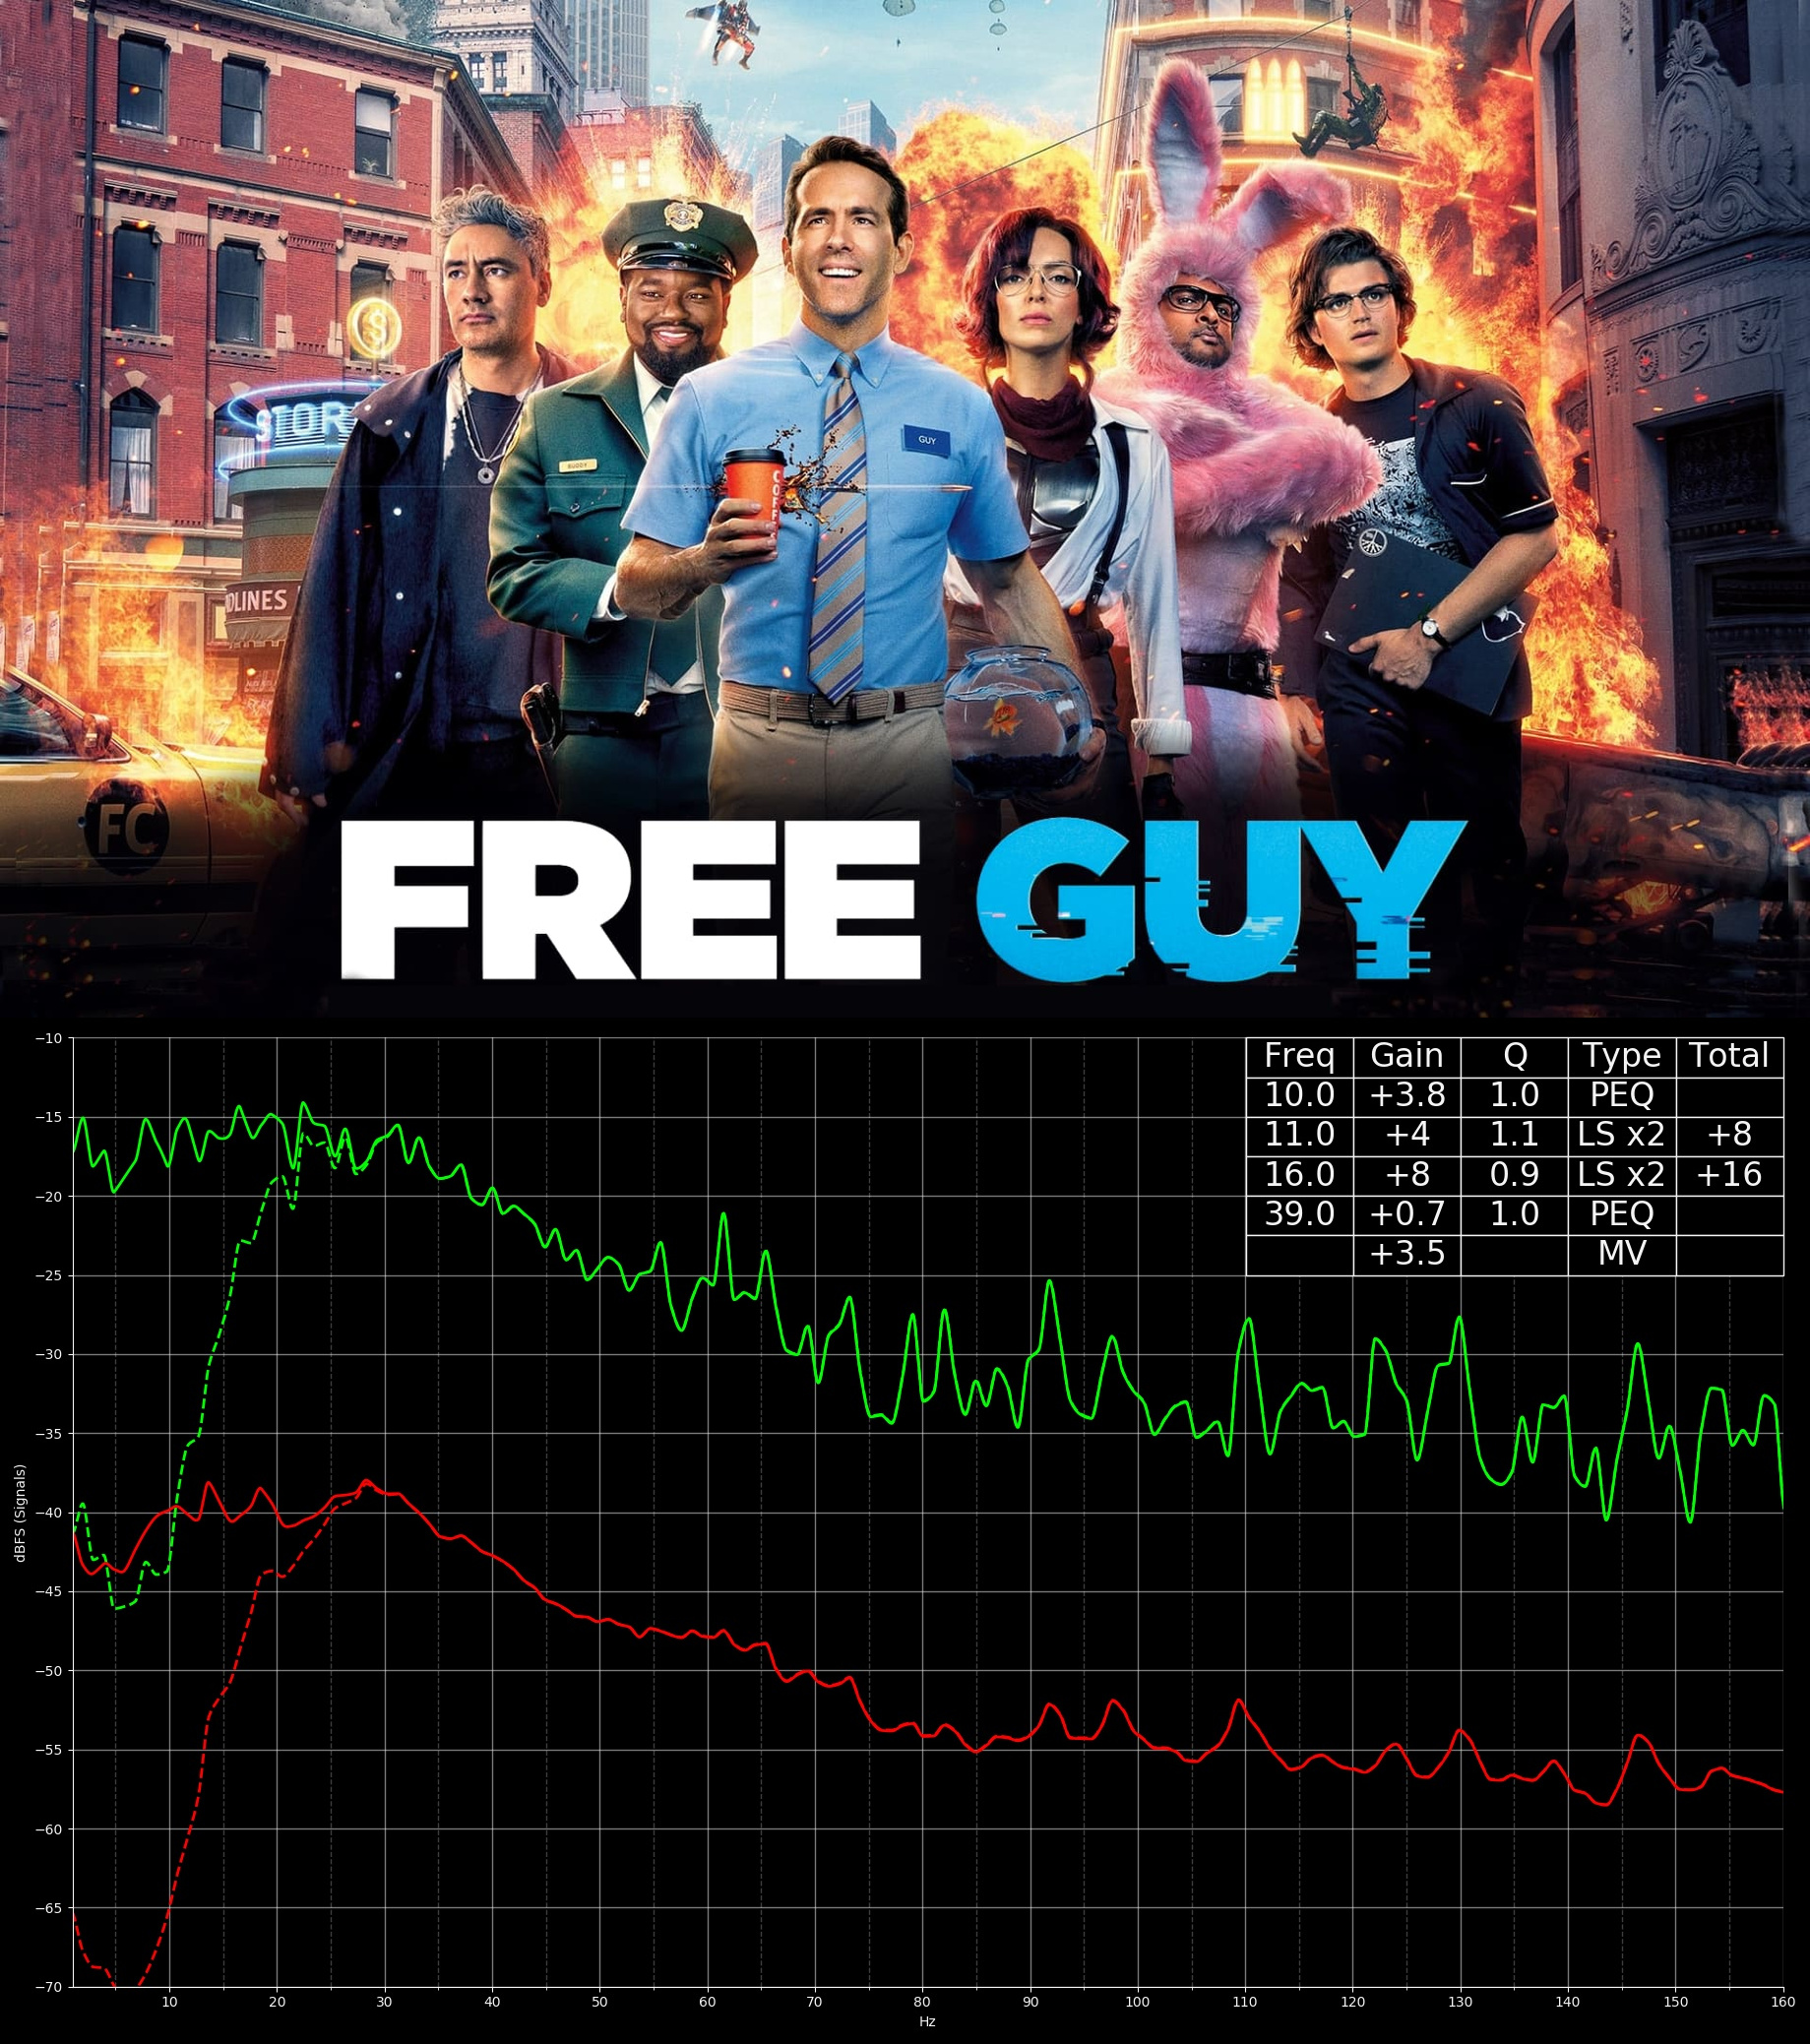 STOR
GUY
BUDDY
COFFEE
DLINES
FC
FREE GUY
Freq Gain Q Type Total
10.0 +3.8 1.0 PEQ
11.0 +4 1.1 LS x2 +8
16.0 +8 0.9 LS x2 +16
39.0 +0.7 1.0 PEQ
+3.5 MV
−10
−15
−20
−25
−30
−35
−40
−45
−50
−55
−60
−65
−70
dBFS (Signals)
10 20 30 40 50 60 70 80 90 100 110 120 130 140 150 160
Hz